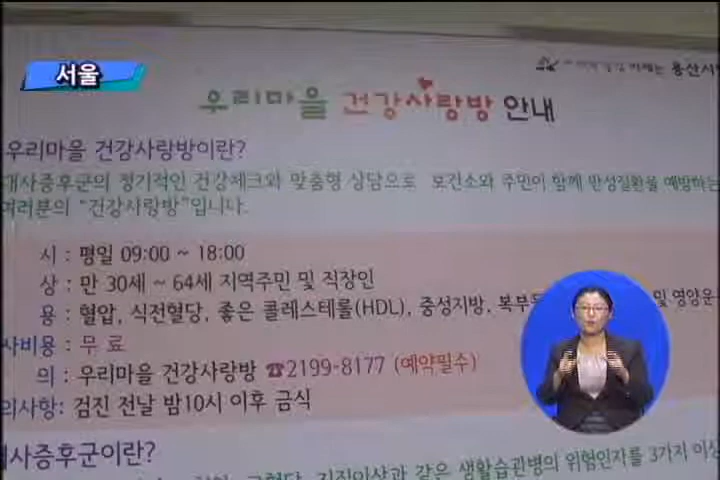 서울
용산시대
우리마을 건강사랑방 안내
우리마을 건강사랑방이란?
대사증후군의 정기적인 건강체크와 맞춤형 상담으로 보건소와 주민이 함께 만성질환을 예방하는
여러분의 "건강사랑방"입니다.
시 : 평일 09:00 ~ 18:00
상 : 만 30세 ~ 64세 지역주민 및 직장인
용 : 혈압, 식전혈당, 좋은 콜레스테롤(HDL), 중성지방, 복부 및 영양운
사비용 : 무 료
의 : 우리마을 건강사랑방 ☎2199-8177 (예약필수)
의사항: 검진 전날 밤10시 이후 금식
대사증후군이란?
같은 생활습관병의 위험인자를 3가지 이상